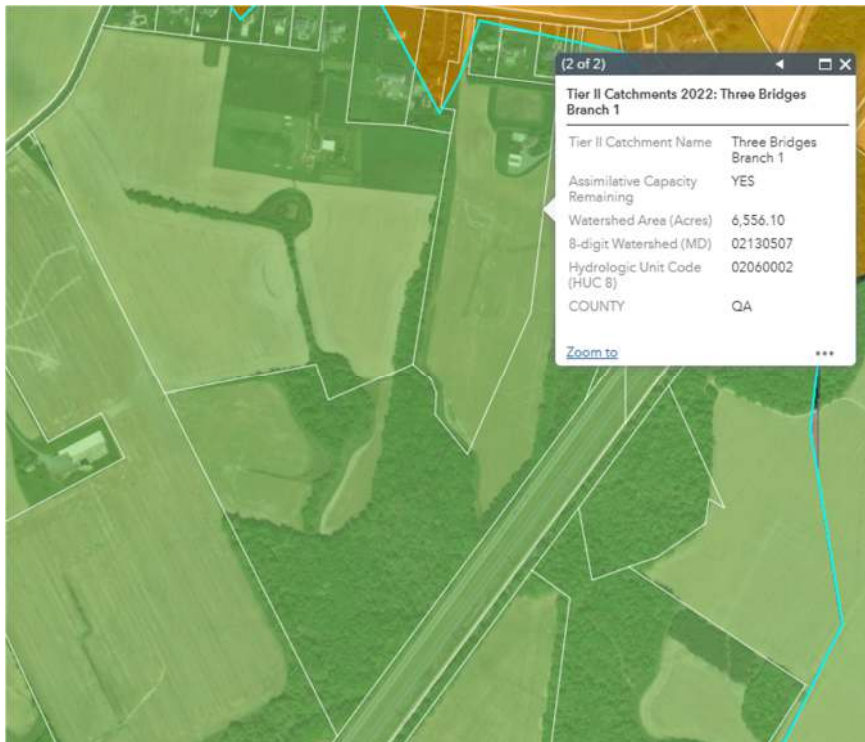 (2 of 2)
Tier II Catchments 2022: Three Bridges
Branch 1
Tier II Catchment Name Three Bridges
Branch 1
Assimilative Capacity YES
Remaining
Watershed Area (Acres) 6,556.10
8-digit Watershed (MD) 02130507
Hydrologic Unit Code 02060002
(HUC 8)
COUNTY QA
Zoom to